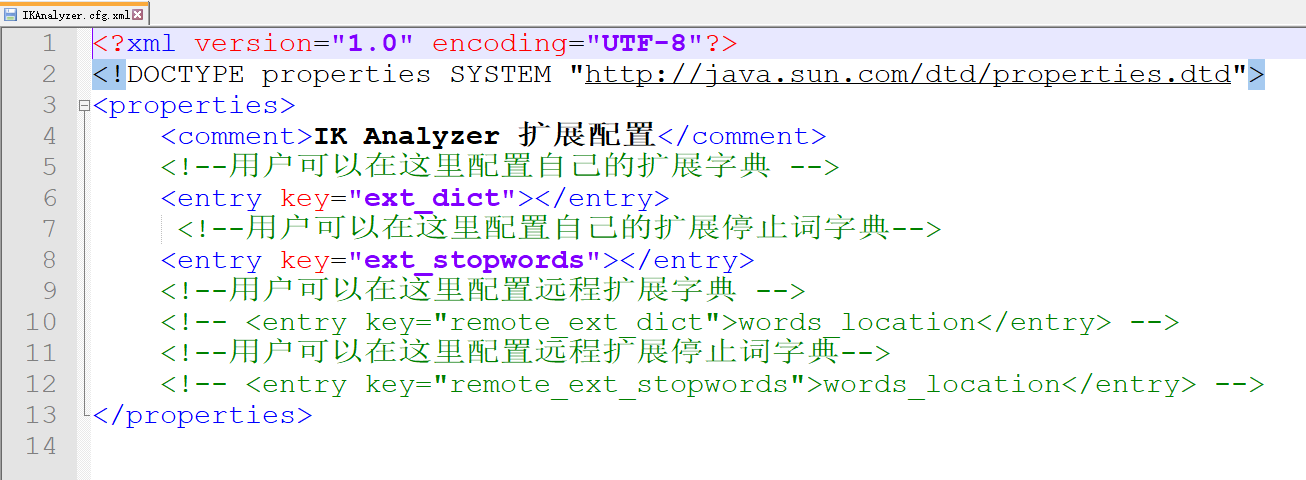 IKAnalyzer.cfg.xml
1 <?xml version="1.0" encoding="UTF-8"?>
2 <!DOCTYPE properties SYSTEM "http://java.sun.com/dtd/properties.dtd">
3 <properties>
4     <comment>IK Analyzer 扩展配置</comment>
5     <!--用户可以在这里配置自己的扩展字典 -->
6     <entry key="ext_dict"></entry>
7      <!--用户可以在这里配置自己的扩展停止词字典-->
8     <entry key="ext_stopwords"></entry>
9     <!--用户可以在这里配置远程扩展字典 -->
10     <!-- <entry key="remote_ext_dict">words_location</entry> -->
11     <!--用户可以在这里配置远程扩展停止词字典-->
12     <!-- <entry key="remote_ext_stopwords">words_location</entry> -->
13 </properties>
14